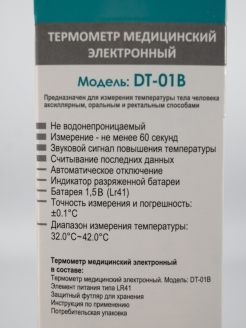 ТЕРМОМЕТР МЕДИЦИНСКИЙ
ЭЛЕКТРОННЫЙ
Модель: DT-01B
Предназначен для измерения температуры тела человека
аксиллярным, оральным и ректальным способами
Не водонепроницаемый
Измерение - не менее 60 секунд
Звуковой сигнал повышения температуры
Считывание последних данных
Автоматическое отключение
Индикатор разряженной батареи
Батарея 1,5В (Lr41)
Точность измерения и погрешность:
±0.1°C
Диапазон измерения температуры:
32.0°C~42.0°C
Термометр медицинский электронный
в составе:
Термометр медицинский электронный. Модель: DT-01B
Элемент питания типа LR41
Защитный футляр для хранения
Инструкция по применению
Потребительская упаковка